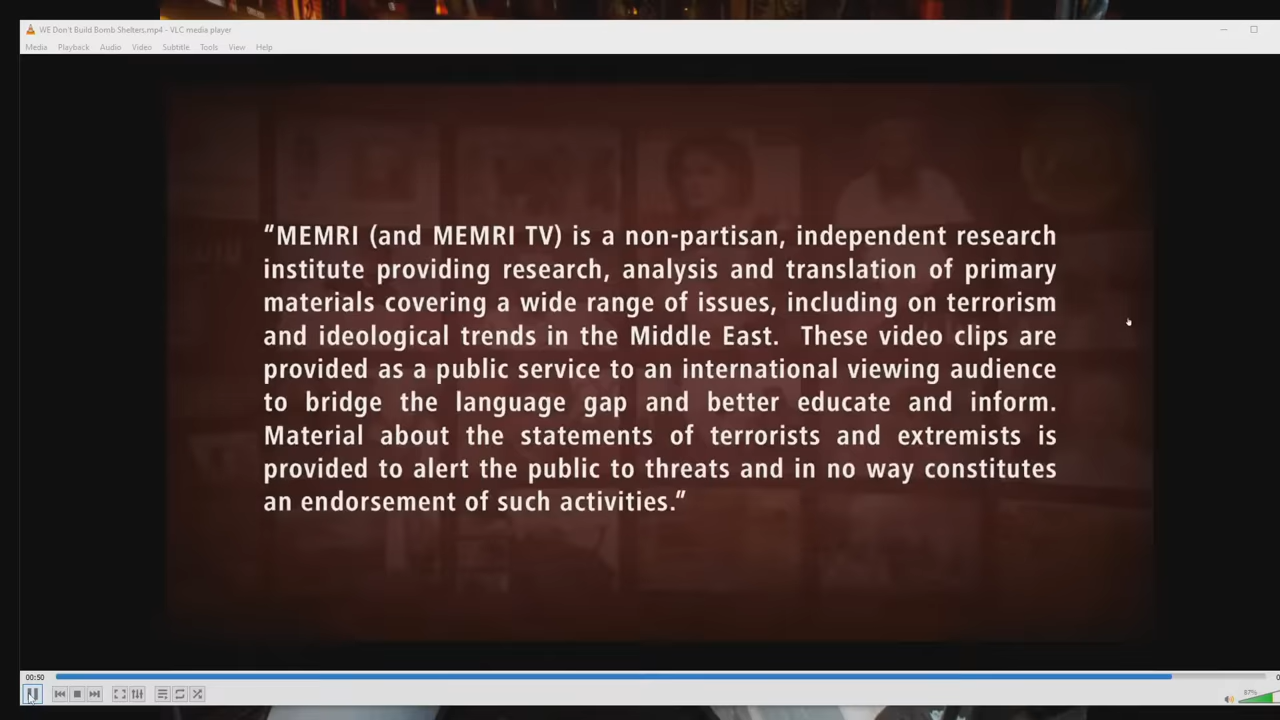 WE Don't Build Bomb Shelters.mp4 - VLC media player
Media Playback Audio Video Subtitle Tools View Help
“MEMRI (and MEMRI TV) is a non-partisan, independent research
institute providing research, analysis and translation of primary
materials covering a wide range of issues, including on terrorism
and ideological trends in the Middle East. These video clips are
provided as a public service to an international viewing audience
to bridge the language gap and better educate and inform.
Material about the statements of terrorists and extremists is
provided to alert the public to threats and in no way constitutes
an endorsement of such activities.”
00:50
87%